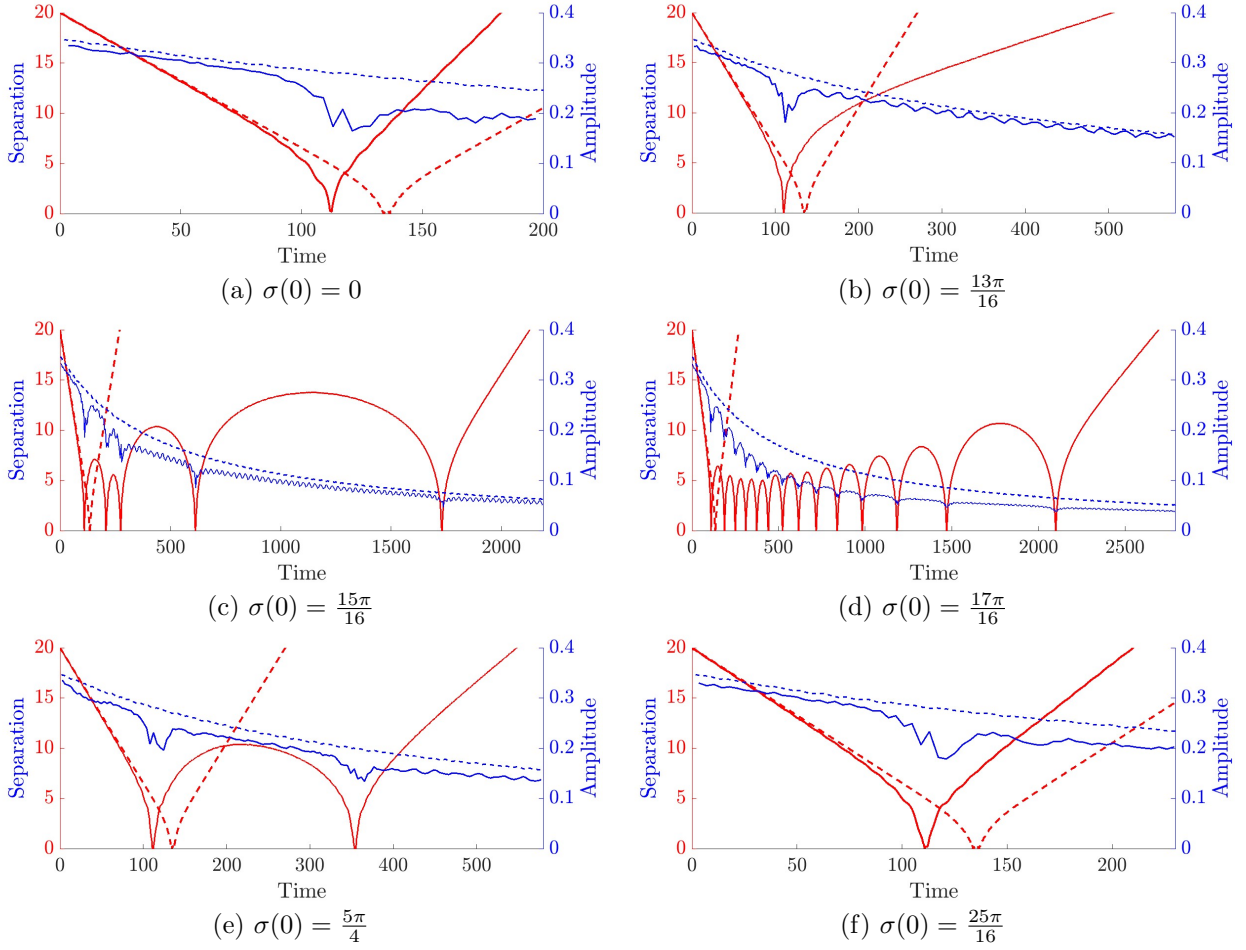 20 0.4 20 0.4
15 0.3 15 0.3
10 0.2 10 0.2
5 0.1 5 0.1
0 0 0 0
Separation Amplitude Separation Amplitude
0 50 100 150 200 0 100 200 300 400 500
Time Time
(a) σ(0) = 0 (b) σ(0) = 13π/16
20 0.4 20 0.4
15 0.3 15 0.3
10 0.2 10 0.2
5 0.1 5 0.1
0 0 0 0
Separation Amplitude Separation Amplitude
0 500 1000 1500 2000 0 500 1000 1500 2000 2500
Time Time
(c) σ(0) = 15π/16 (d) σ(0) = 17π/16
20 0.4 20 0.4
15 0.3 15 0.3
10 0.2 10 0.2
5 0.1 5 0.1
0 0 0 0
Separation Amplitude Separation Amplitude
0 100 200 300 400 500 0 50 100 150 200
Time Time
(e) σ(0) = 5π/4 (f) σ(0) = 25π/16